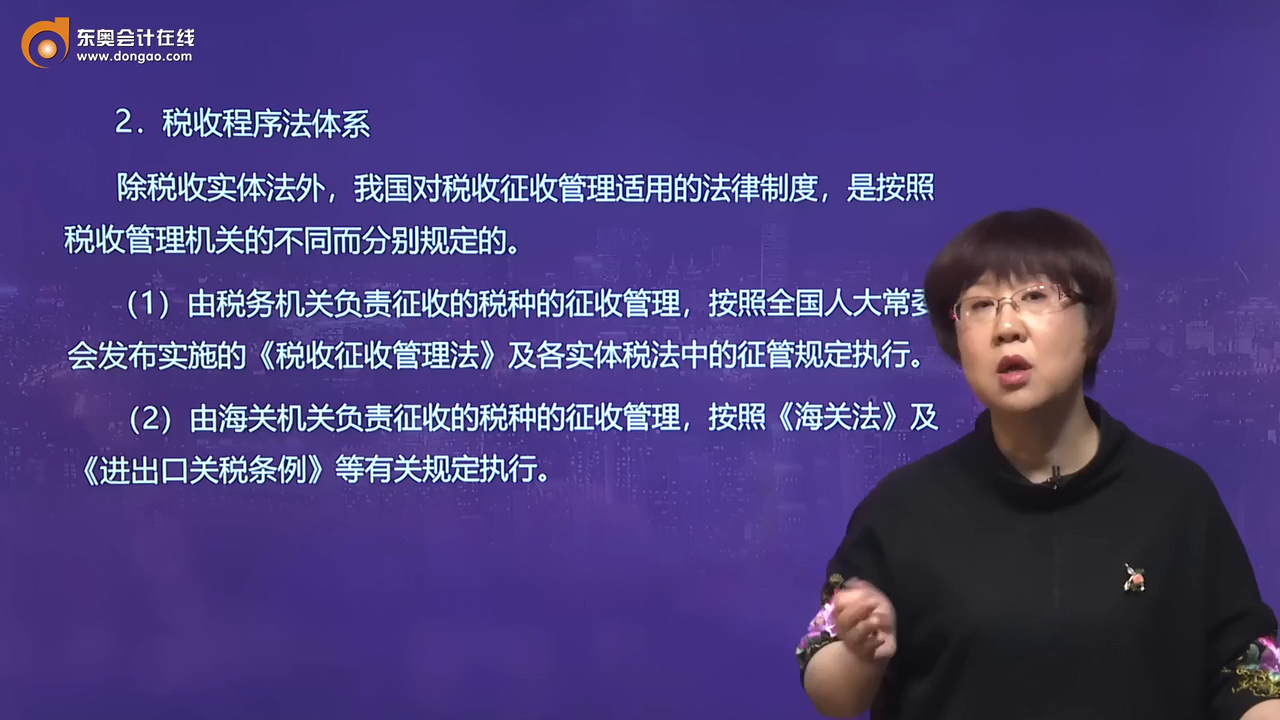 东奥会计在线
www.dongao.com
2．税收程序法体系
除税收实体法外，我国对税收征收管理适用的法律制度，是按照
税收管理机关的不同而分别规定的。
（1）由税务机关负责征收的税种的征收管理，按照全国人大常委
会发布实施的《税收征收管理法》及各实体税法中的征管规定执行。
（2）由海关机关负责征收的税种的征收管理，按照《海关法》及
《进出口关税条例》等有关规定执行。